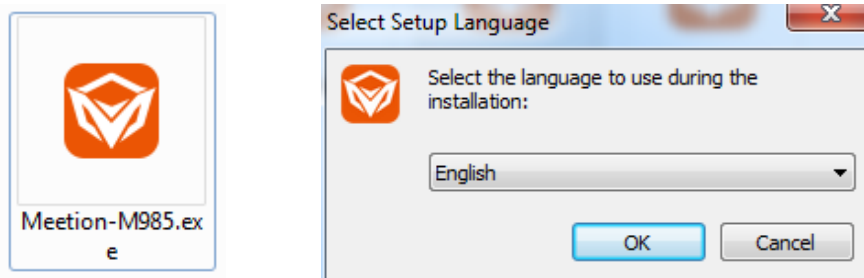 Meetion-M985.ex
e
Select Setup Language
Select the language to use during the
installation:
English
OK
Cancel